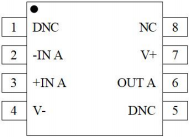 1 DNC NC 8
2 -IN A V+ 7
3 +IN A OUT A 6
4 V- DNC 5